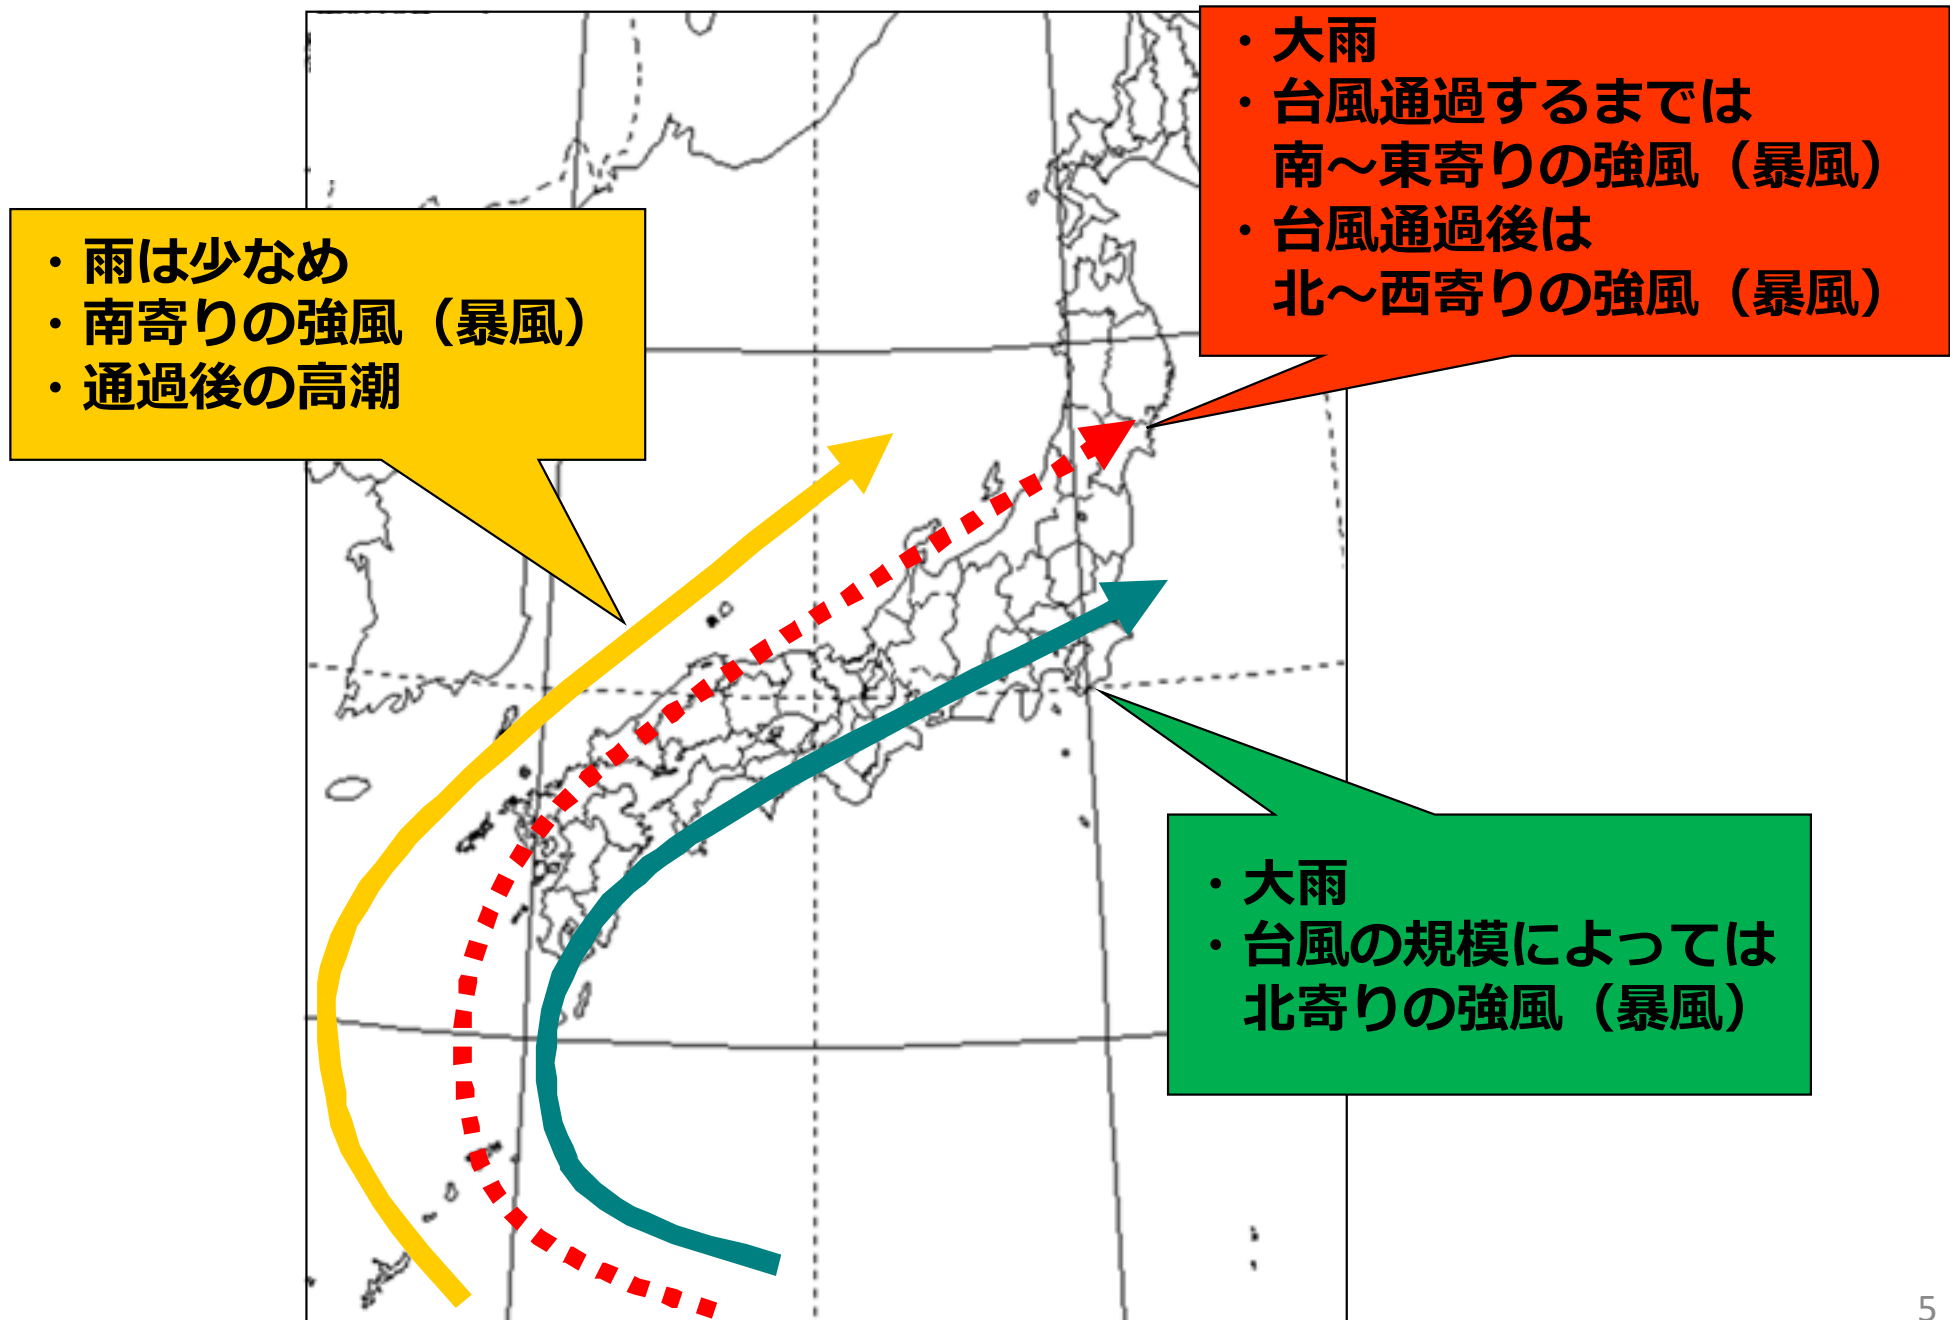 ・大雨
・台風通過するまでは
南～東寄りの強風（暴風）
・台風通過後は
北～西寄りの強風（暴風）
・雨は少なめ
・南寄りの強風（暴風）
・通過後の高潮
・大雨
・台風の規模によっては
北寄りの強風（暴風）
5